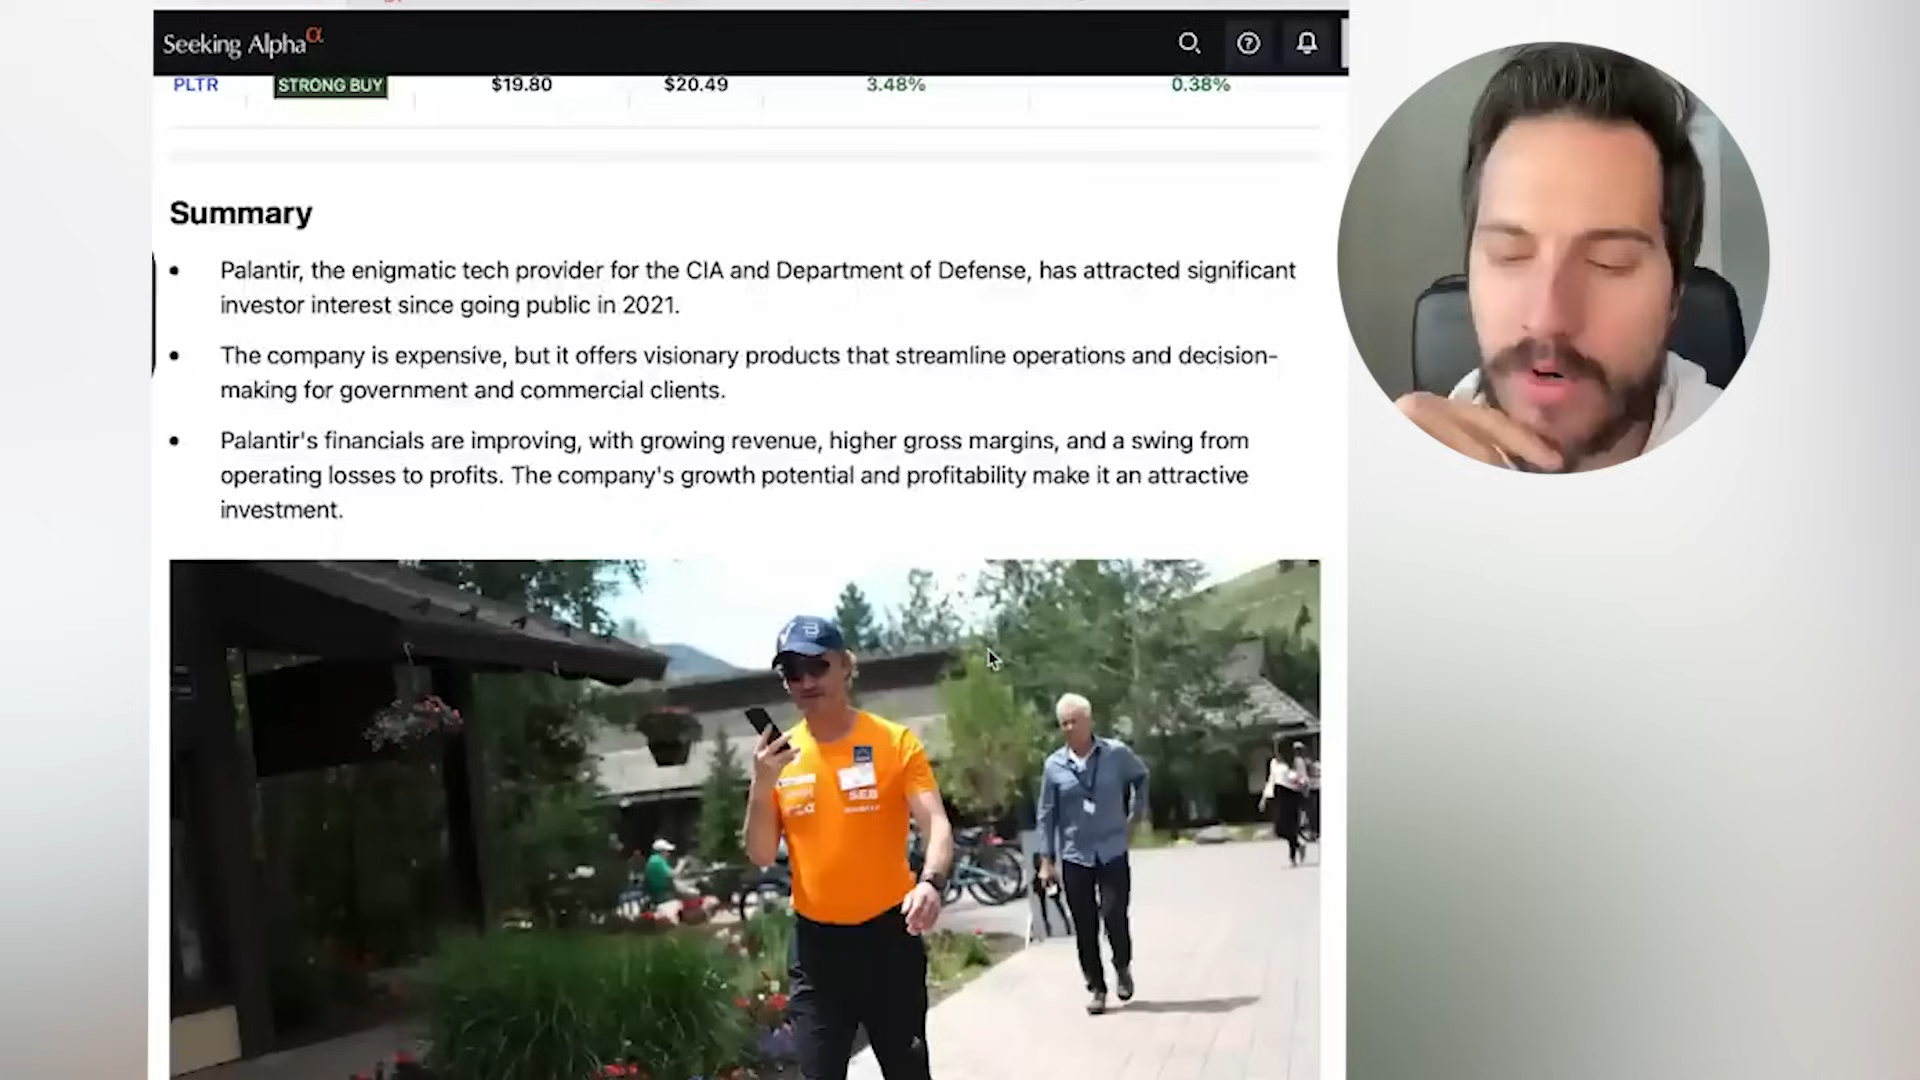 Seeking Alphaα
PLTR STRONG BUY $19.80 $20.49 3.48% 0.38%
Summary
• Palantir, the enigmatic tech provider for the CIA and Department of Defense, has attracted significant
investor interest since going public in 2021.
• The company is expensive, but it offers visionary products that streamline operations and decision-
making for government and commercial clients.
• Palantir's financials are improving, with growing revenue, higher gross margins, and a swing from
operating losses to profits. The company's growth potential and profitability make it an attractive
investment.
SEB